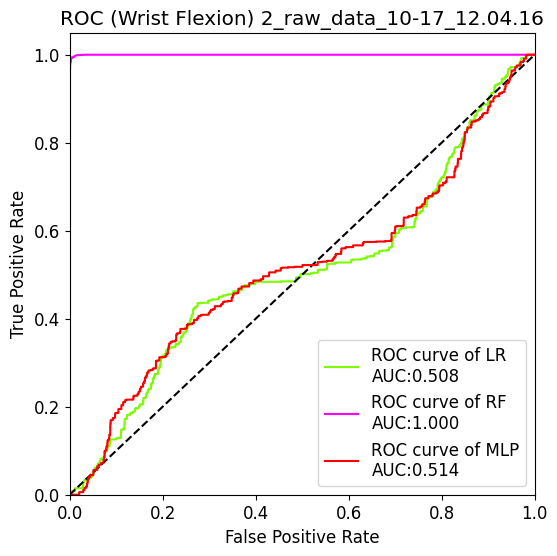 ROC (Wrist Flexion) 2_raw_data_10-17_12.04.16
True Positive Rate
1.0
0.8
0.6
0.4
0.2
0.0
ROC curve of LR
AUC:0.508
ROC curve of RF
AUC:1.000
ROC curve of MLP
AUC:0.514
0.0 0.2 0.4 0.6 0.8 1.0
False Positive Rate